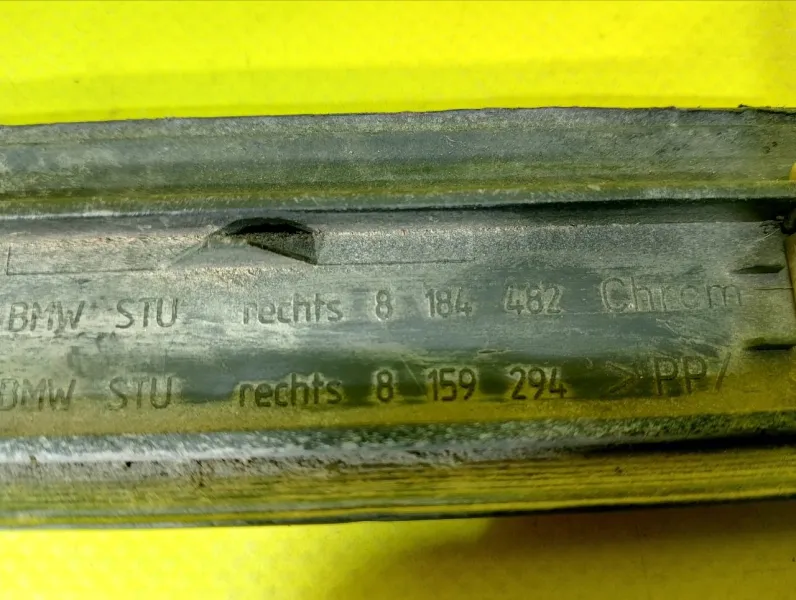 BMW STU rechts 8 184 482 Chrom
BMW STU rechts 8 159 294 >PP/